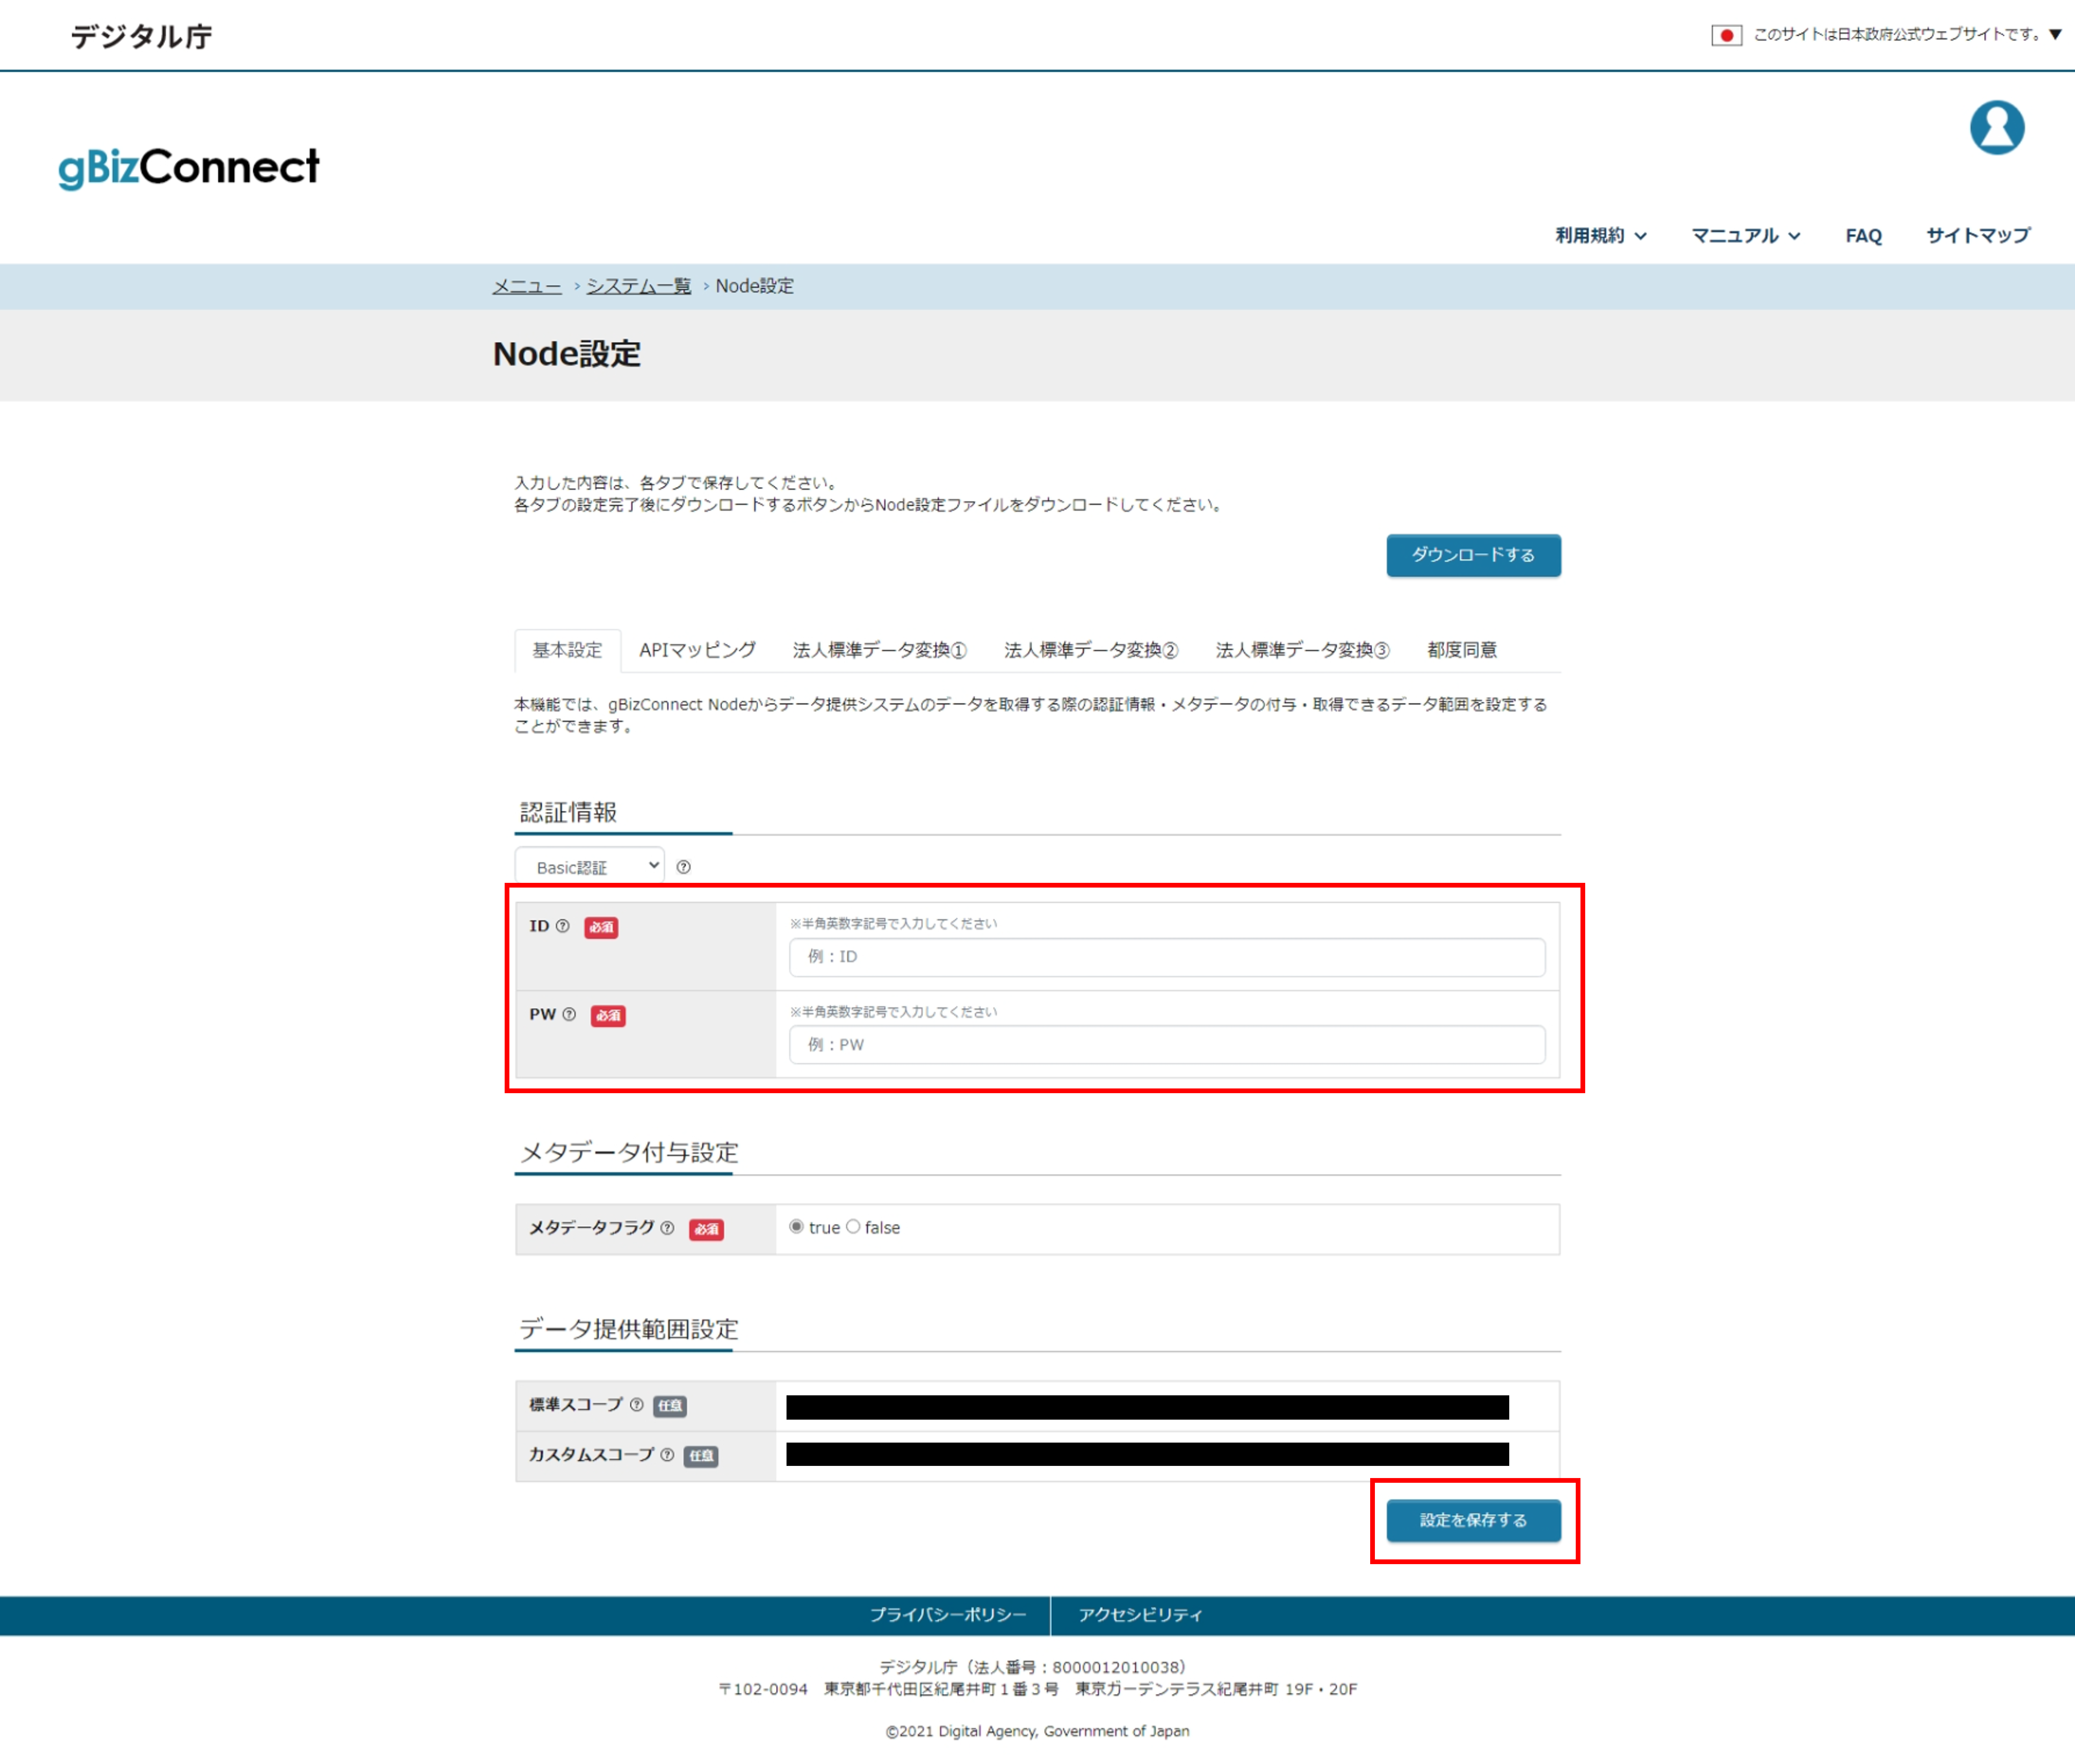 デジタル庁
このサイトは日本政府公式ウェブサイトです。▼
gBizConnect
利用規約 マニュアル FAQ サイトマップ
メニュー › システム一覧 › Node設定
Node設定
入力した内容は、各タブで保存してください。
各タブの設定完了後にダウンロードするボタンからNode設定ファイルをダウンロードしてください。
ダウンロードする
基本設定 APIマッピング 法人標準データ変換① 法人標準データ変換② 法人標準データ変換③ 都度同意
本機能では、gBizConnect Nodeからデータ提供システムのデータを取得する際の認証情報・メタデータの付与・取得できるデータ範囲を設定する
ことができます。
認証情報
Basic認証 ?
ID ? 必須
※半角英数字記号で入力してください
例：ID
PW ? 必須
※半角英数字記号で入力してください
例：PW
メタデータ付与設定
メタデータフラグ ? 必須 true false
データ提供範囲設定
標準スコープ ? 任意
カスタムスコープ ? 任意
設定を保存する
プライバシーポリシー アクセシビリティ
デジタル庁（法人番号：8000012010038）
〒102-0094 東京都千代田区紀尾井町１番３号 東京ガーデンテラス紀尾井町 19F・20F
©2021 Digital Agency, Government of Japan